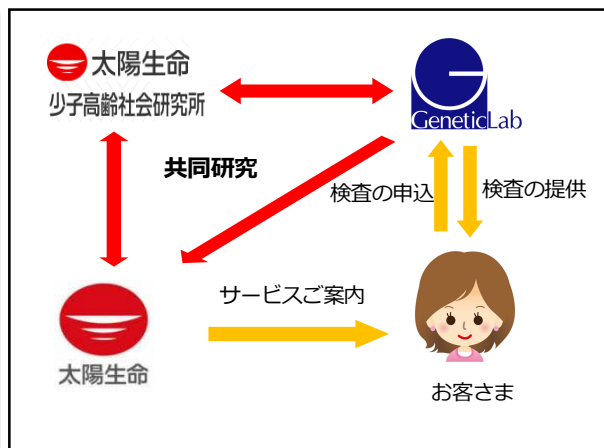 太陽生命
少子高齢社会研究所
GeneticLab
共同研究
検査の申込
検査の提供
サービスご案内
太陽生命
お客さま